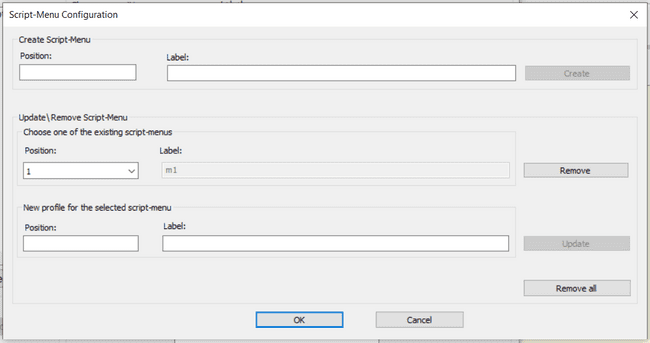 Script-Menu Configuration
Create Script-Menu
Position: Label:
Create
Update\Remove Script-Menu
Choose one of the existing script-menus
Position: Label:
1 m1 Remove
New profile for the selected script-menu
Position: Label:
Update
Remove all
OK Cancel